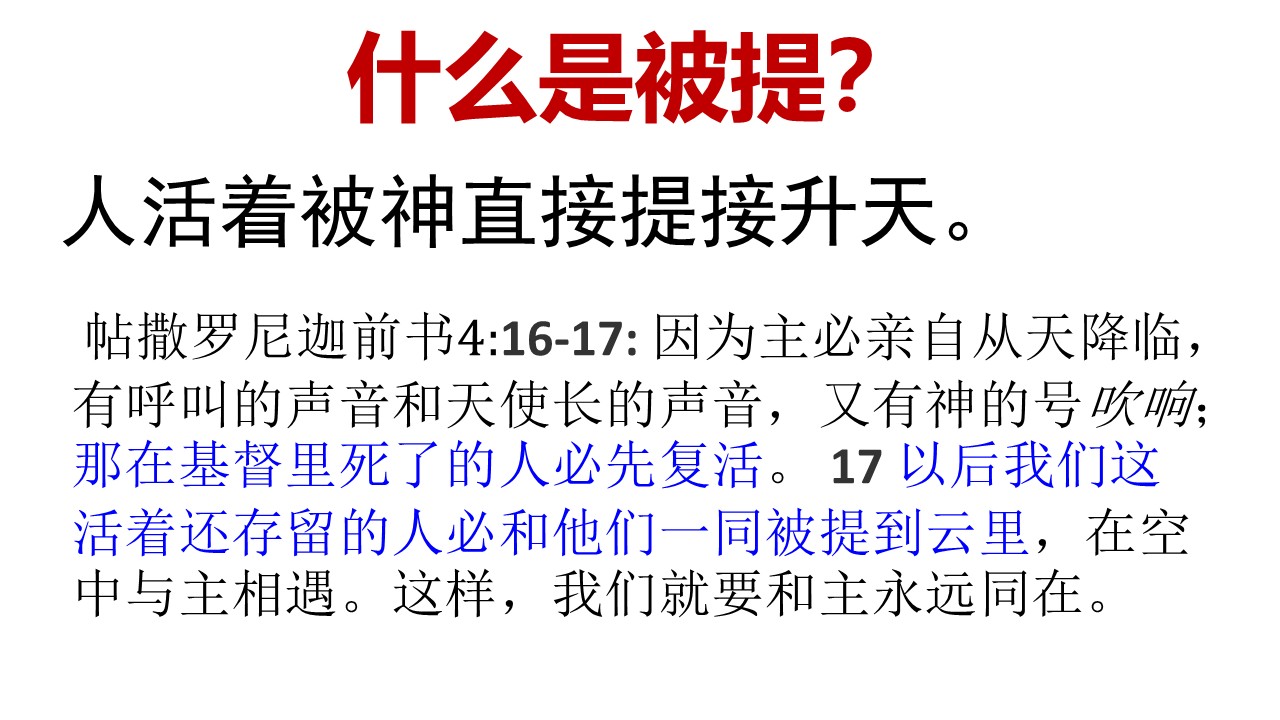 什么是被提？
人活着被神直接提接升天。
帖撒罗尼迦前书4:16-17: 因为主必亲自从天降临，
有呼叫的声音和天使长的声音，又有神的号吹响；
那在基督里死了的人必先复活。 17 以后我们这
活着还存留的人必和他们一同被提到云里，在空
中与主相遇。这样，我们就要和主永远同在。